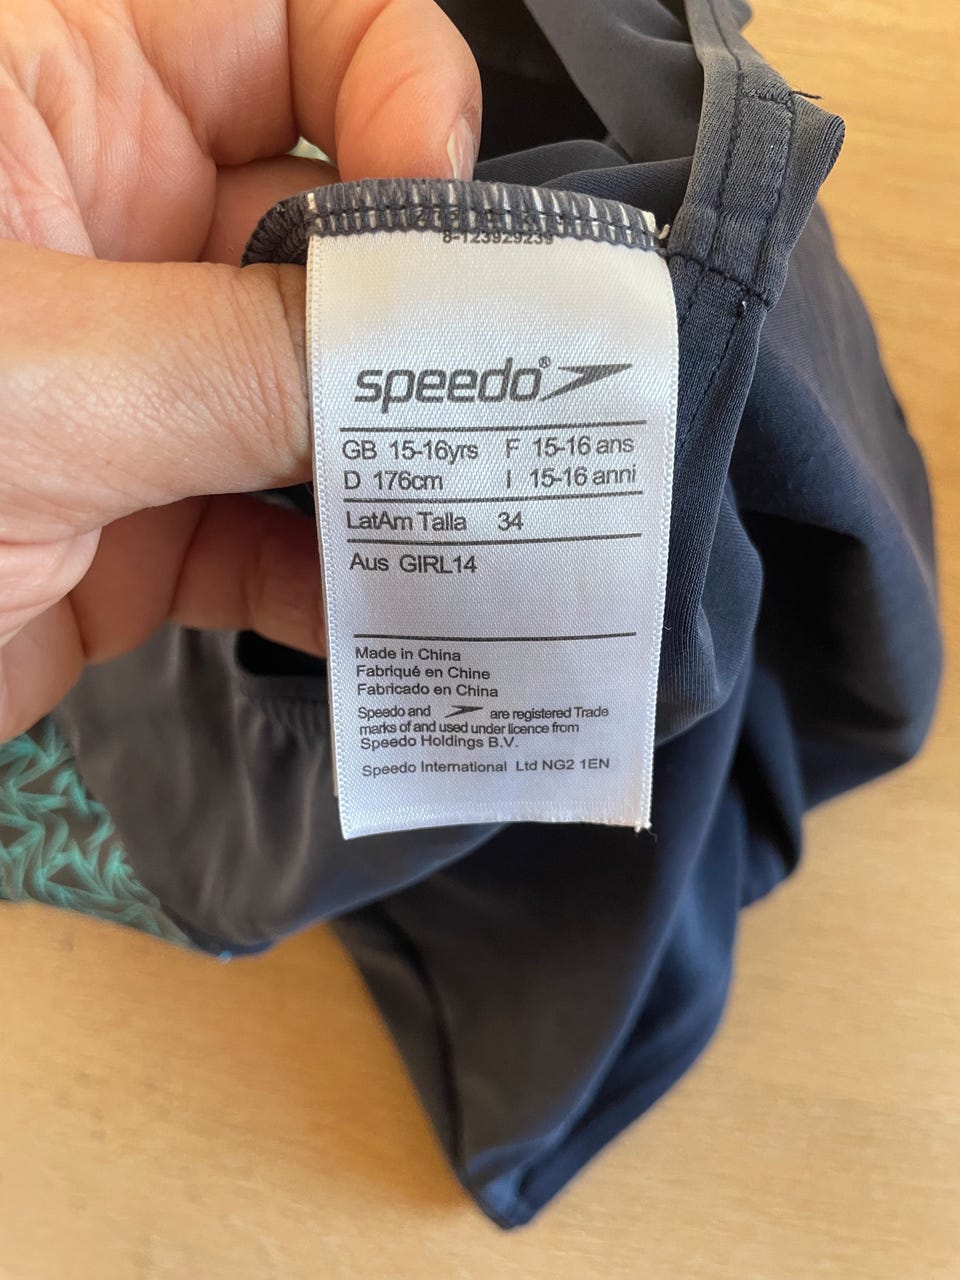 8-123929239
speedo®
GB 15-16yrs F 15-16 ans
D 176cm I 15-16 anni
LatAm Talla 34
Aus GIRL14
Made in China
Fabriqué en Chine
Fabricado en China
Speedo and are registered Trade
marks of and used under licence from
Speedo Holdings B.V.
Speedo International Ltd NG2 1EN